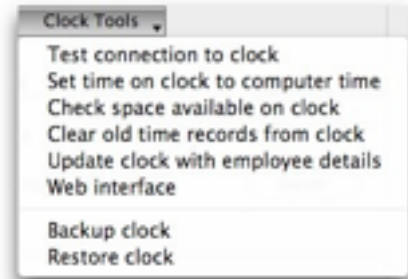 Clock Tools
Test connection to clock
Set time on clock to computer time
Check space available on clock
Clear old time records from clock
Update clock with employee details
Web interface
Backup clock
Restore clock